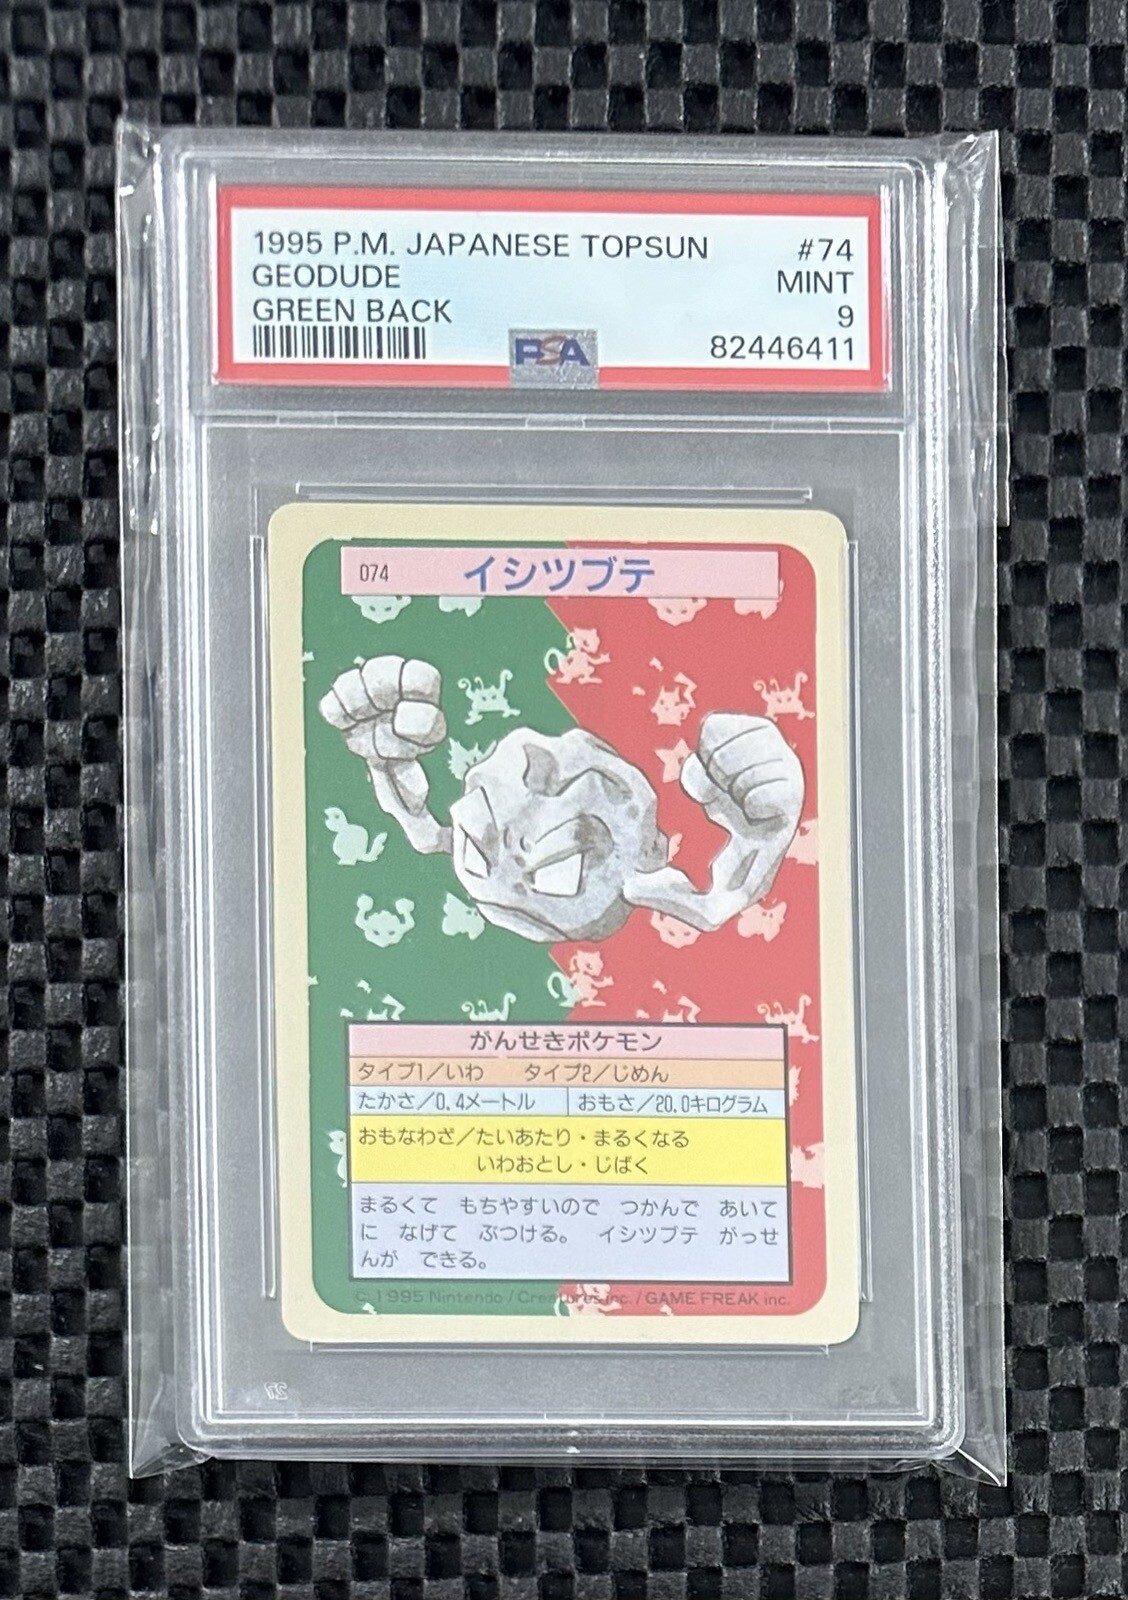 1995 P.M. JAPANESE TOPSUN #74
GEODUDE MINT
GREEN BACK 9
PSA 82446411
074 イシツブテ
がんせきポケモン
タイプ1/いわ タイプ2/じめん
たかさ/0.4メートル おもさ/20.0キログラム
おもなわざ/たいあたり・まるくなる
いわおとし・じばく
まるくて もちやすいので つかんで あいて
に なげて ぶつける。 イシツブテ がっせ
んが できる。
© 1995 Nintendo / Creatures inc. / GAME FREAK inc.